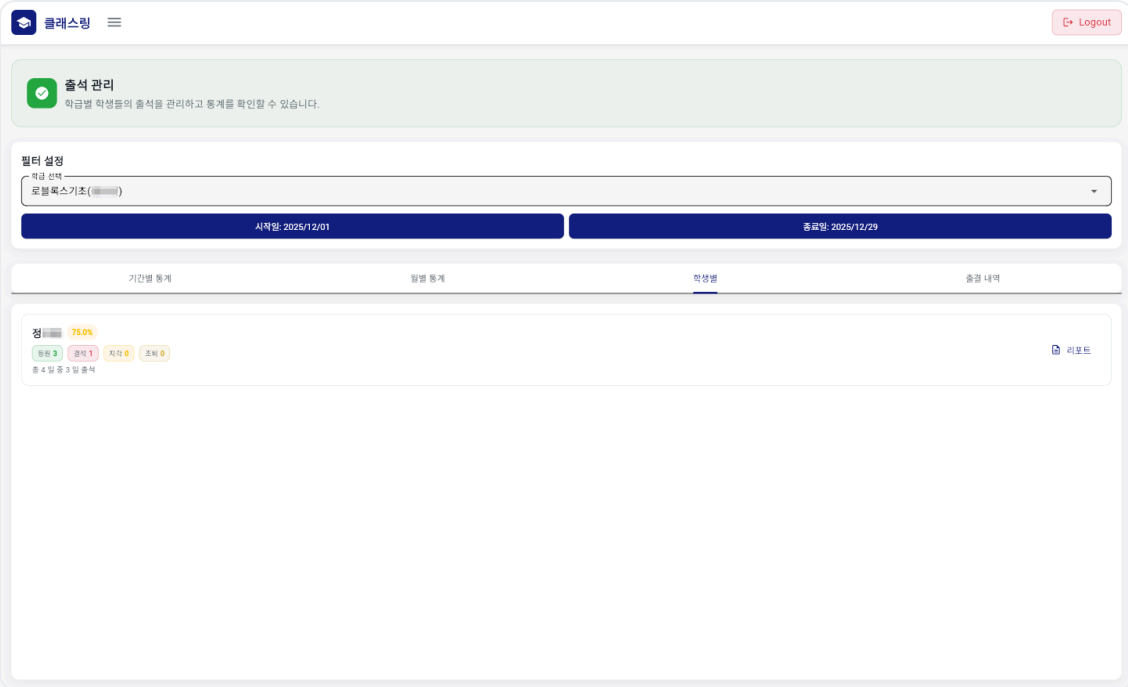 클래스링
Logout
출석 관리
학급별 학생들의 출석을 관리하고 통계를 확인할 수 있습니다.
필터 설정
학급 선택
로블록스기초( )
시작일: 2025/12/01 종료일: 2025/12/29
기간별 통계 월별 통계 학생별 출결 내역
정 75.0%
등원 3 결석 1 지각 0 조퇴 0
총 4 일 중 3 일 출석
리포트